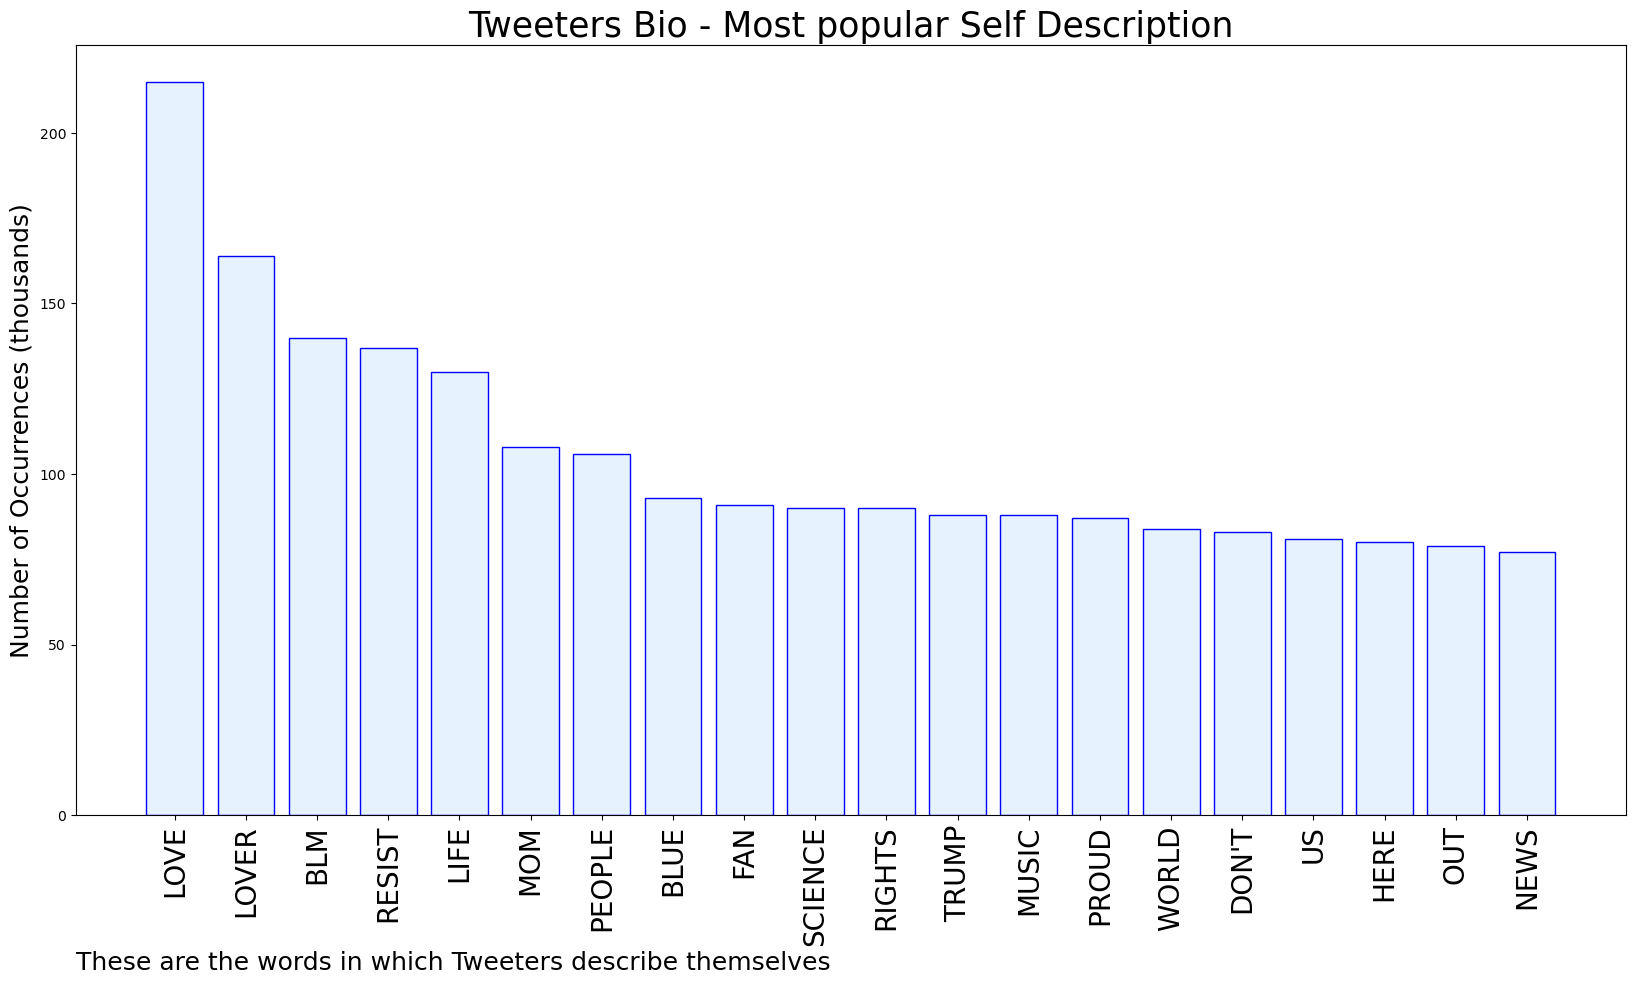 Tweeters Bio - Most popular Self Description
Number of Occurrences (thousands)
200
150
100
50
0
LOVE
LOVER
BLM
RESIST
LIFE
MOM
PEOPLE
BLUE
FAN
SCIENCE
RIGHTS
TRUMP
MUSIC
PROUD
WORLD
DON'T
US
HERE
OUT
NEWS
These are the words in which Tweeters describe themselves